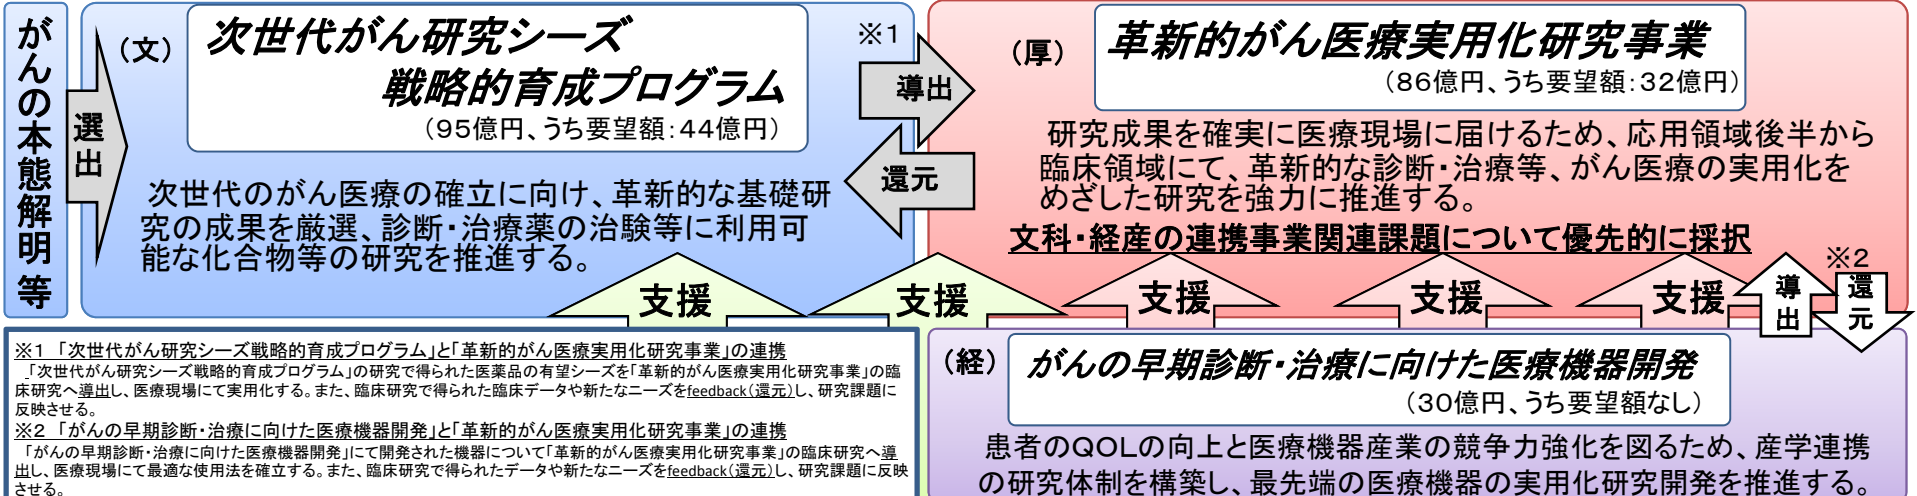 がんの本態解明 等
選出
(文)
次世代がん研究シーズ
戦略的育成プログラム
(95億円、うち要望額:44億円)
次世代のがん医療の確立に向け、革新的な基礎研
究の成果を厳選、診断・治療薬の治験等に利用可
能な化合物等の研究を推進する。
※1
導出
還元
(厚)
革新的がん医療実用化研究事業
(86億円、うち要望額:32億円)
研究成果を確実に医療現場に届けるため、応用領域後半から
臨床領域にて、革新的な診断・治療等、がん医療の実用化を
めざした研究を強力に推進する。
文科・経産の連携事業関連課題について優先的に採択
※2
支援
支援
支援
支援
支援
導出
還元
※1 「次世代がん研究シーズ戦略的育成プログラム」と「革新的がん医療実用化研究事業」の連携
「次世代がん研究シーズ戦略的育成プログラム」の研究で得られた医薬品の有望シーズを「革新的がん医療実用化研究事業」の臨
床研究へ導出し、医療現場にて実用化する。また、臨床研究で得られた臨床データや新たなニーズをfeedback(還元)し、研究課題に
反映させる。
※2 「がんの早期診断・治療に向けた医療機器開発」と「革新的がん医療実用化研究事業」の連携
「がんの早期診断・治療に向けた医療機器開発」にて開発された機器について「革新的がん医療実用化研究事業」の臨床研究へ導
出し、医療現場にて最適な使用法を確立する。また、臨床研究で得られたデータや新たなニーズをfeedback(還元)し、研究課題に反映
させる。
(経)
がんの早期診断・治療に向けた医療機器開発
(30億円、うち要望額なし)
患者のQOLの向上と医療機器産業の競争力強化を図るため、産学連携
の研究体制を構築し、最先端の医療機器の実用化研究開発を推進する。